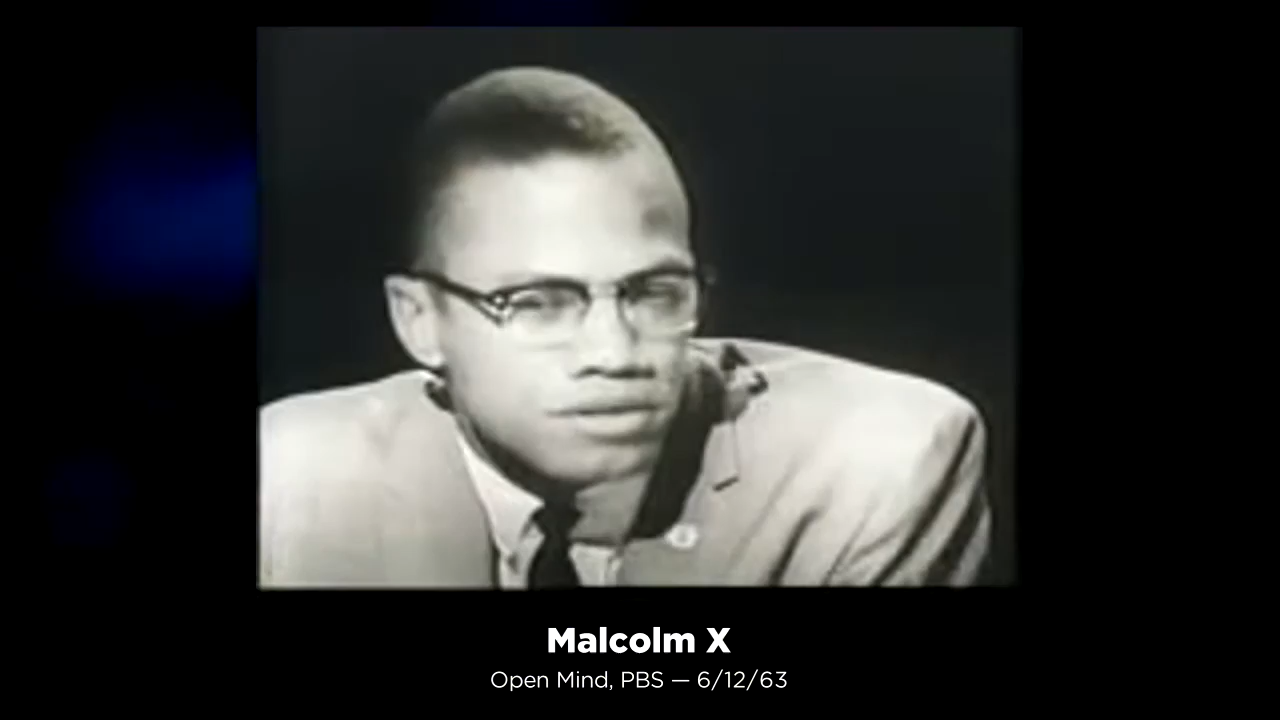 Malcolm X
Open Mind, PBS — 6/12/63